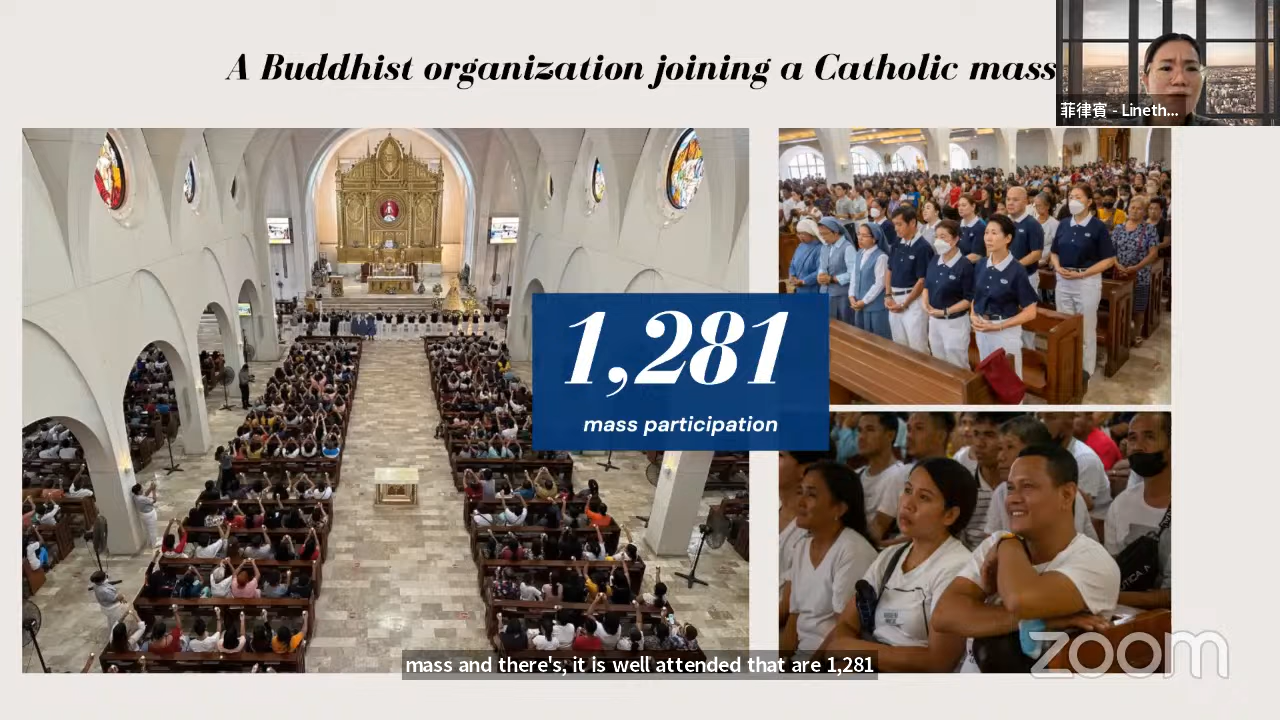 A Buddhist organization joining a Catholic mass
菲律賓 - Lineth...
1,281
mass participation
mass and there's, it is well attended that are 1,281
zoom